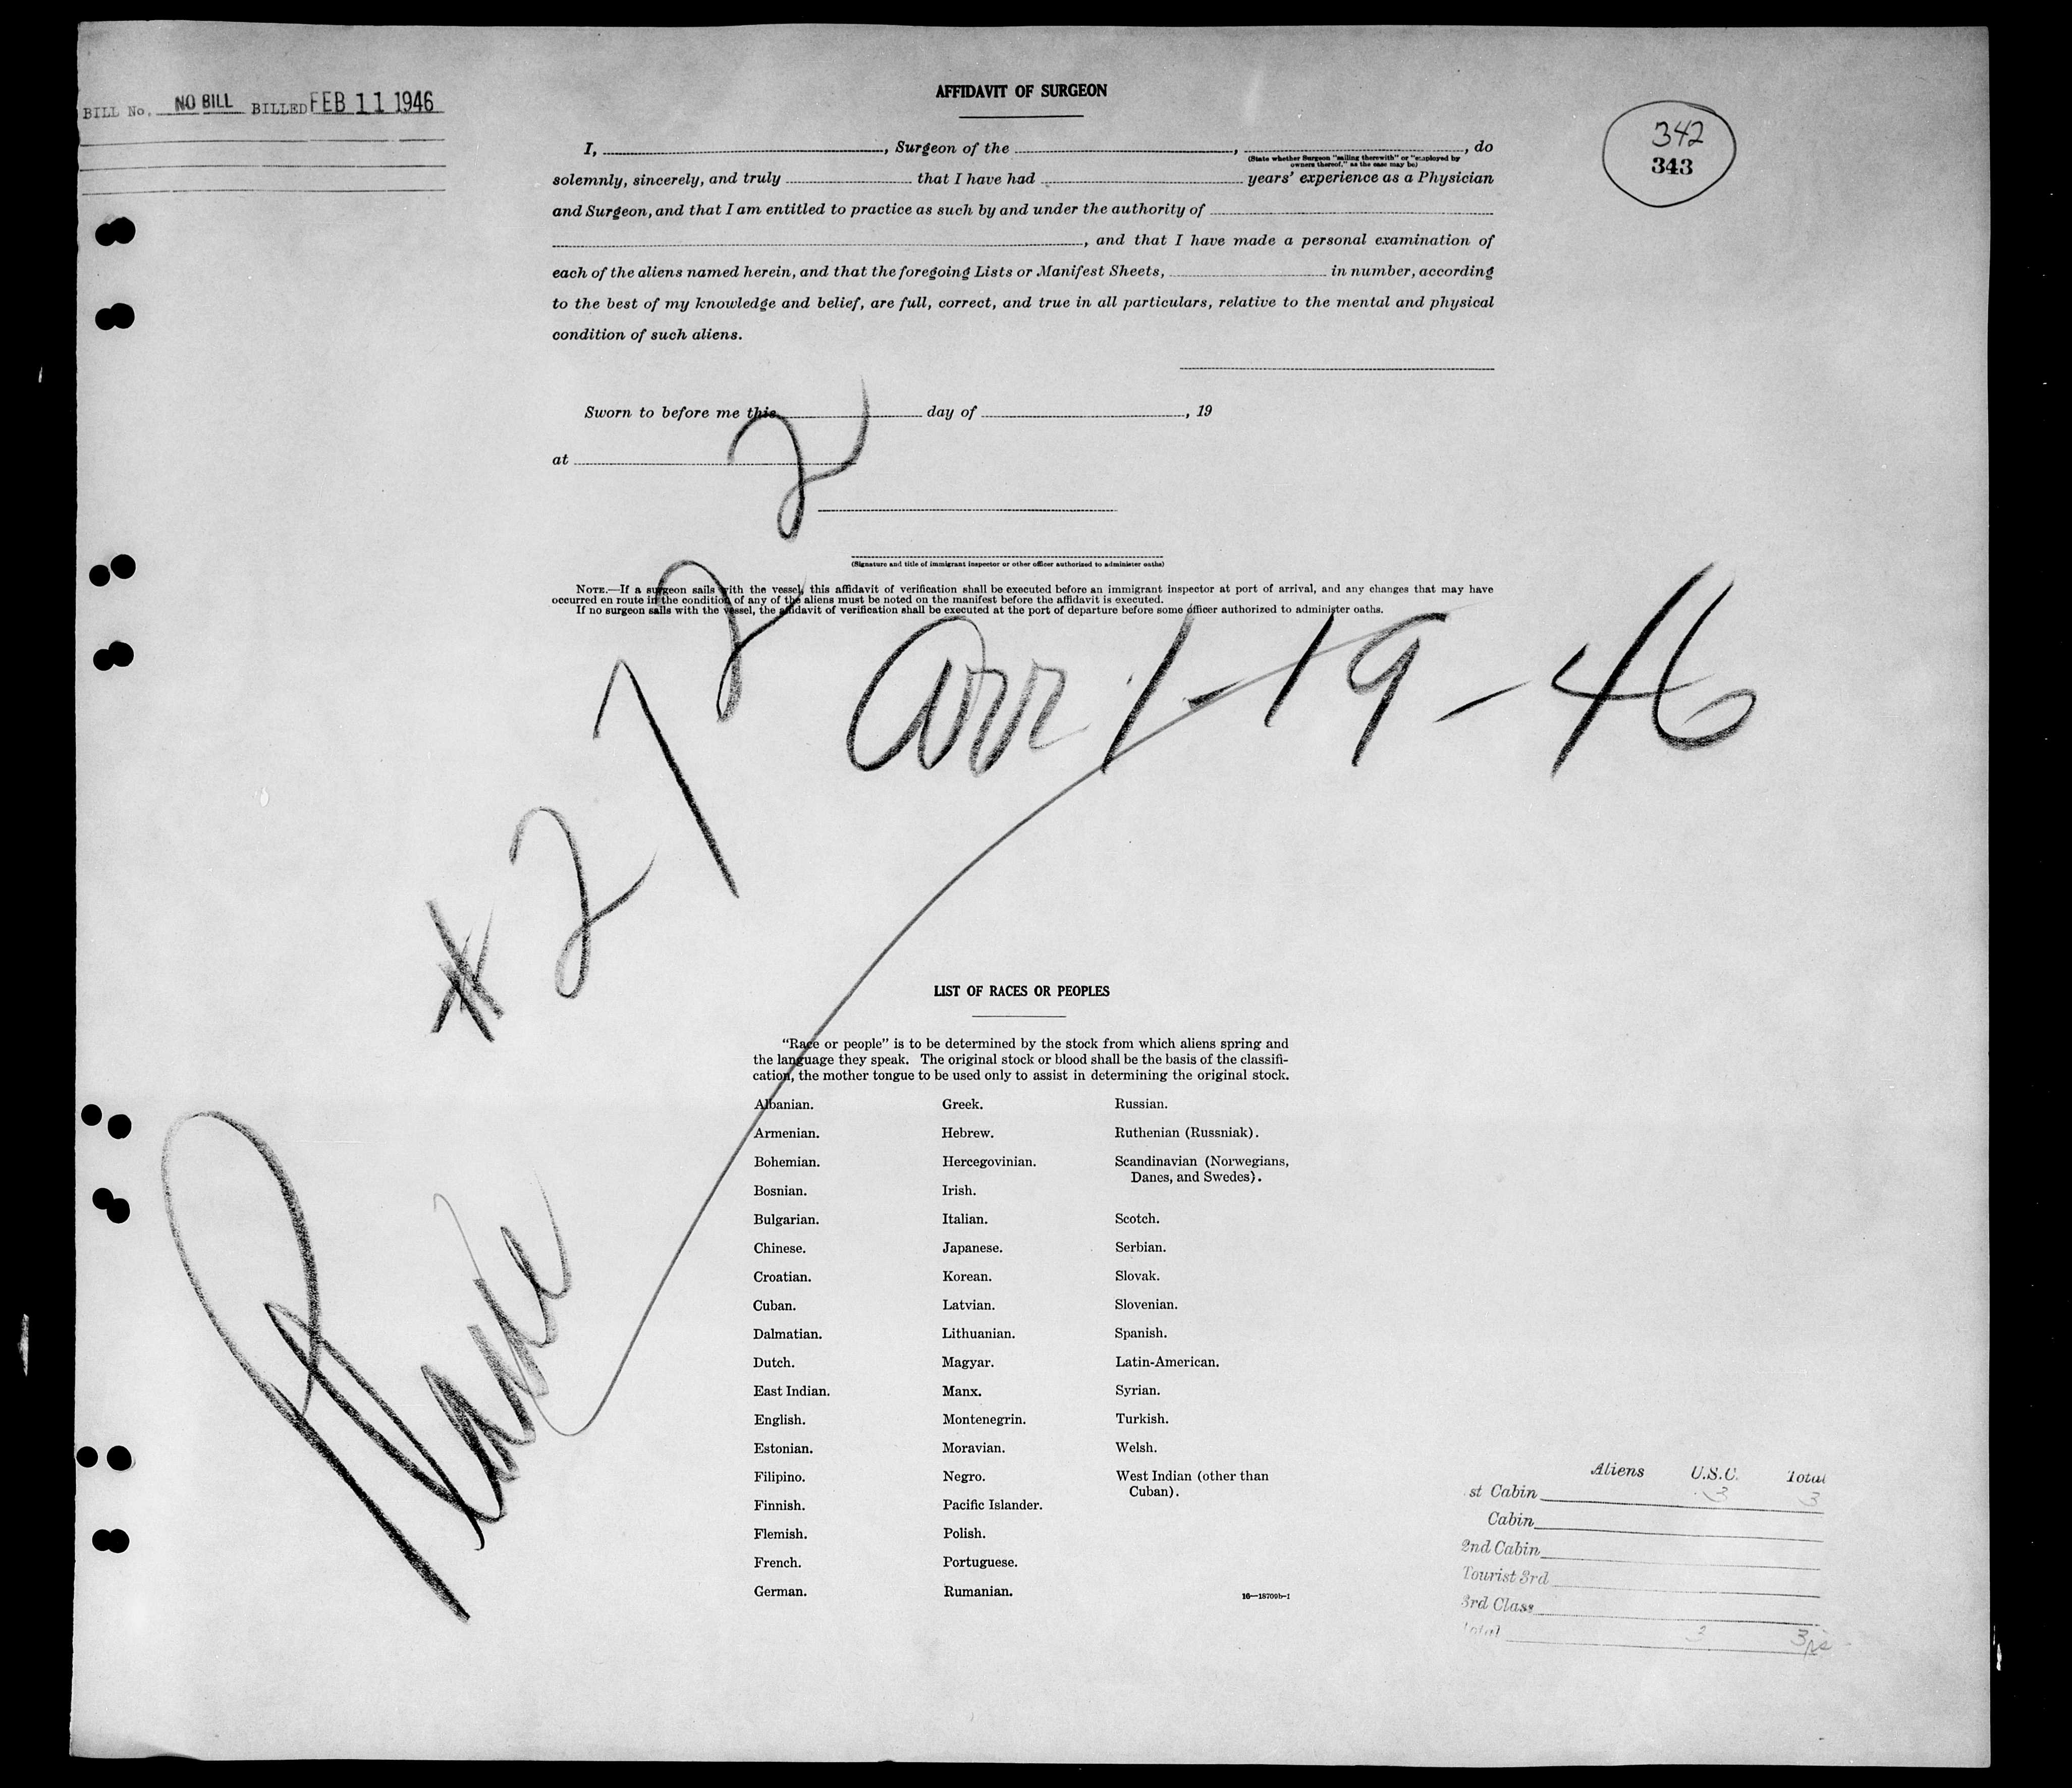 BILL No. NO BILL BILLED FEB 11 1946
AFFIDAVIT OF SURGEON
342
343
I, , Surgeon of the , , do
(State whether Surgeon "sailing therewith" or "employed by
owners thereof," as the case may be)
solemnly, sincerely, and truly that I have had years' experience as a Physician
and Surgeon, and that I am entitled to practice as such by and under the authority of
, and that I have made a personal examination of
each of the aliens named herein, and that the foregoing Lists or Manifest Sheets, in number, according
to the best of my knowledge and belief, are full, correct, and true in all particulars, relative to the mental and physical
condition of such aliens.
Sworn to before me this day of , 19
at
(Signature and title of immigrant inspector or other officer authorized to administer oaths)
NOTE.—If a surgeon sails with the vessel, this affidavit of verification shall be executed before an immigrant inspector at port of arrival, and any changes that may have
occurred en route in the condition of any of the aliens must be noted on the manifest before the affidavit is executed.
If no surgeon sails with the vessel, the affidavit of verification shall be executed at the port of departure before some officer authorized to administer oaths.
Arr 1-19-46
#2722
Plane
LIST OF RACES OR PEOPLES
"Race or people" is to be determined by the stock from which aliens spring and
the language they speak. The original stock or blood shall be the basis of the classifi-
cation, the mother tongue to be used only to assist in determining the original stock.
Albanian. Greek. Russian.
Armenian. Hebrew. Ruthenian (Russniak).
Bohemian. Hercegovinian. Scandinavian (Norwegians,
Danes, and Swedes).
Bosnian. Irish.
Bulgarian. Italian. Scotch.
Chinese. Japanese. Serbian.
Croatian. Korean. Slovak.
Cuban. Latvian. Slovenian.
Dalmatian. Lithuanian. Spanish.
Dutch. Magyar. Latin-American.
East Indian. Manx. Syrian.
English. Montenegrin. Turkish.
Estonian. Moravian. Welsh.
Filipino. Negro. West Indian (other than
Cuban).
Finnish. Pacific Islander.
Flemish. Polish.
French. Portuguese.
German. Rumanian.
16—18709b-1
Aliens U.S.C. Total
st Cabin 3 3
Cabin
2nd Cabin
Tourist 3rd
3rd Class
Total 3 3